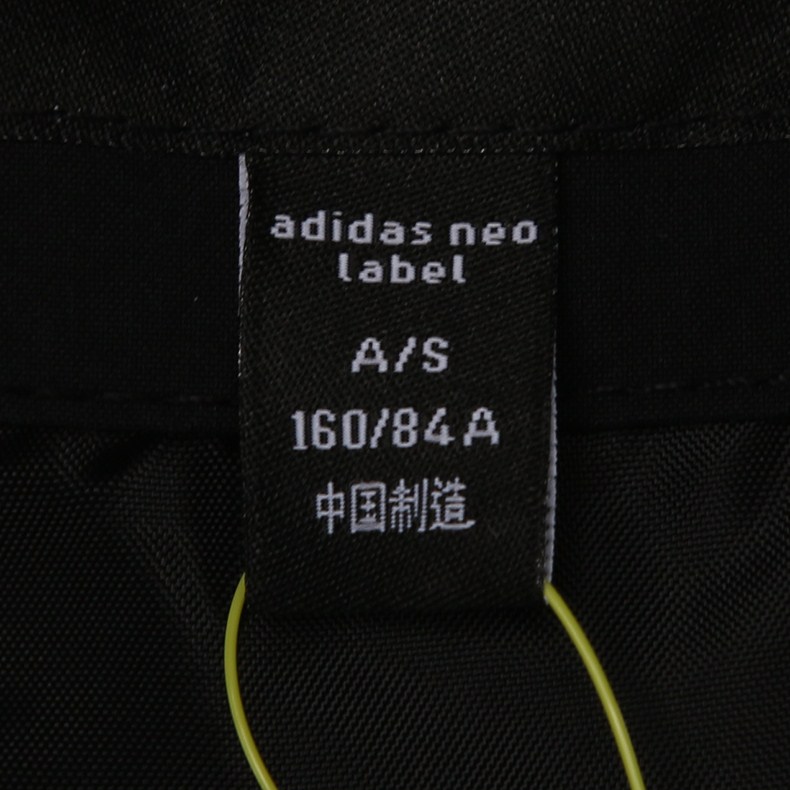 adidas neo
label
A/S
160/84A
中国制造